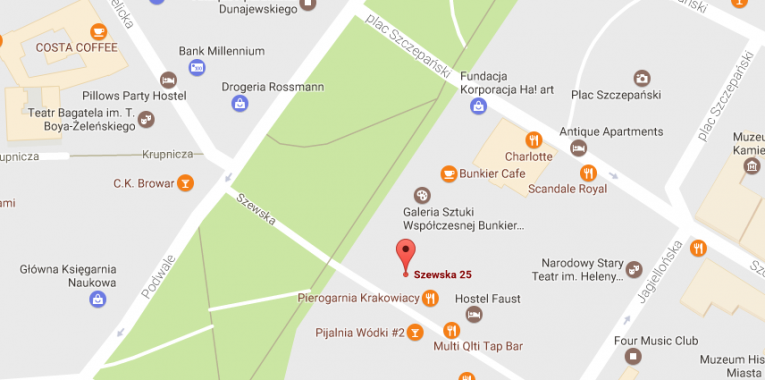 Dunajewskiego
COSTA COFFEE
Bank Millennium
plac Szczepański
Drogeria Rossmann
Pillows Party Hostel
Teatr Bagatela im. T.
Boya-Żeleńskiego
Fundacja
Korporacja Ha! art
Plac Szczepański
plac Szczepański
Antique Apartments
Charlotte
Krupnicza
Krupnicza
C.K. Browar
Bunkier Cafe
Scandale Royal
Szewska
Galeria Sztuki
Współczesnej Bunkier...
Główna Księgarnia
Naukowa
Podwale
Szewska 25
Narodowy Stary
Teatr im. Heleny...
Jagiellońska
Pierogarnia Krakowiacy
Hostel Faust
Pijalnia Wódki #2
Multi Qlti Tap Bar
Four Music Club
Muzeum His
Miasta